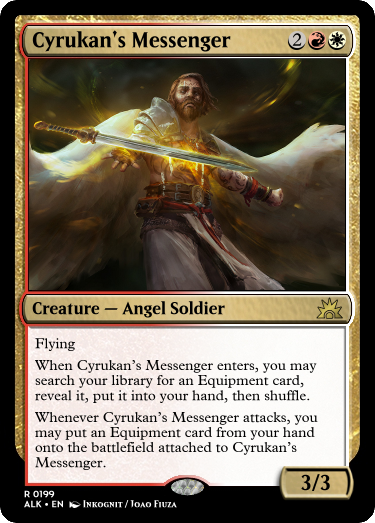 Cyrukan's Messenger 2
Creature — Angel Soldier
Flying
When Cyrukan's Messenger enters, you may
search your library for an Equipment card,
reveal it, put it into your hand, then shuffle.
Whenever Cyrukan's Messenger attacks, you
may put an Equipment card from your hand
onto the battlefield attached to Cyrukan's
Messenger.
3/3
R 0199
ALK • EN Inkognit / Joao Fiuza